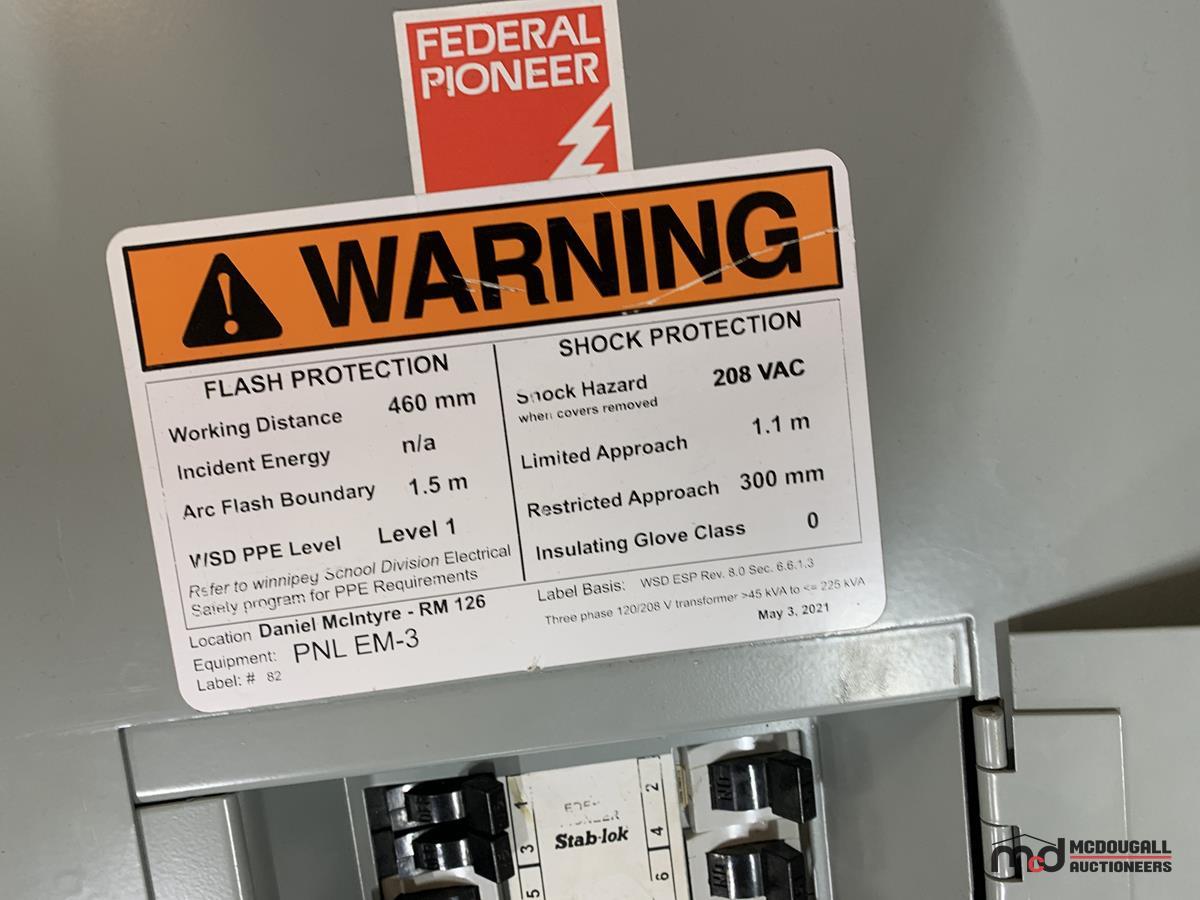 FEDERAL
PIONEER
WARNING
FLASH PROTECTION
Working Distance 460 mm
Incident Energy n/a
Arc Flash Boundary 1.5 m
WSD PPE Level Level 1
Refer to winnipey School Division Electrical
Safety program for PPE Requirements
SHOCK PROTECTION
Shock Hazard 208 VAC
when covers removed
Limited Approach 1.1 m
Restricted Approach 300 mm
Insulating Glove Class 0
Location Daniel McIntyre - RM 126
Equipment: PNL EM-3
Label: # 82
Label Basis: WSD ESP Rev. 8.0 Sec. 6.6.1.3
Three phase 120/208 V transformer >45 kVA to <= 225 kVA
May 3, 2021
OFF
ON
ON
1
3
5
2
4
6
Stab-lok
mcd MCDOUGALL
AUCTIONEERS